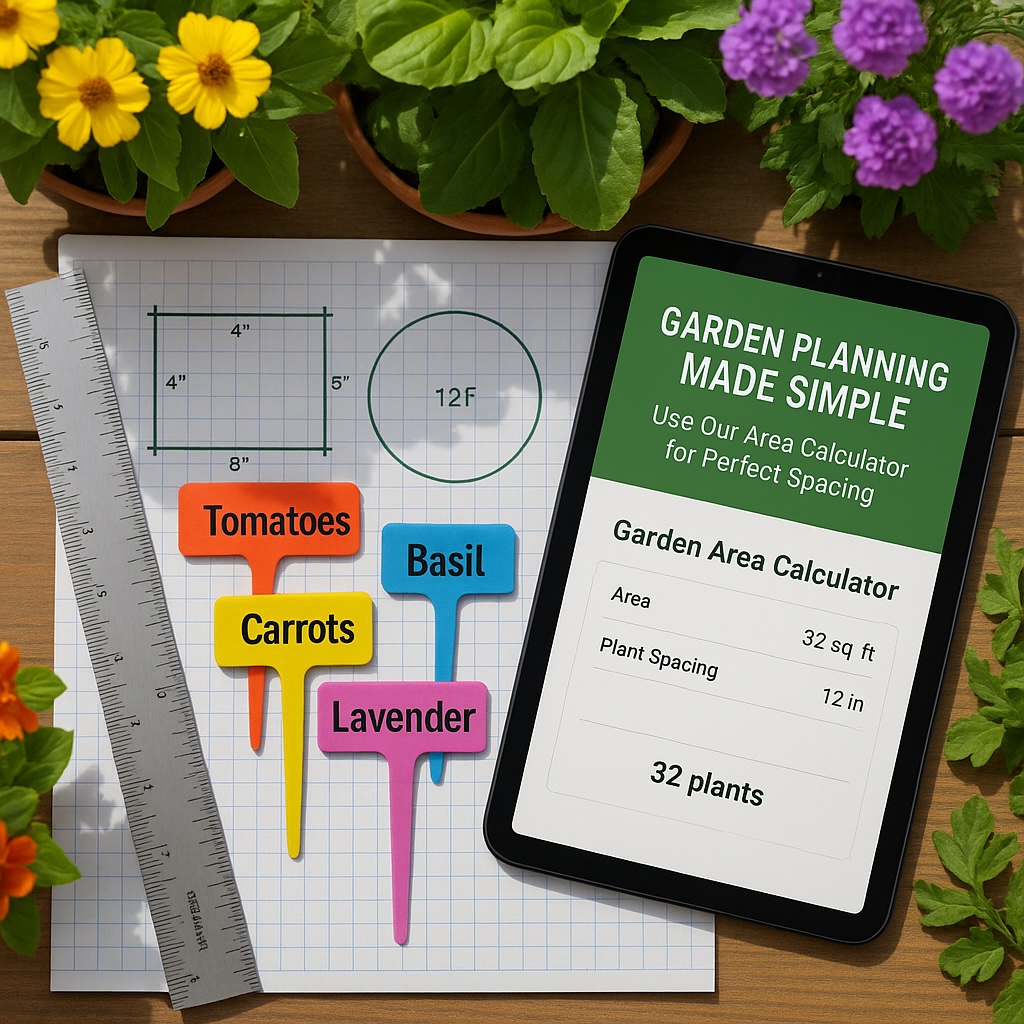 4”
4”
5”
8”
12F
Tomatoes
Basil
Carrots
Lavender
GARDEN PLANNING
MADE SIMPLE
Use Our Area Calculator
for Perfect Spacing
Garden Area Calculator
Area
32 sq ft
Plant Spacing
12 in
32 plants